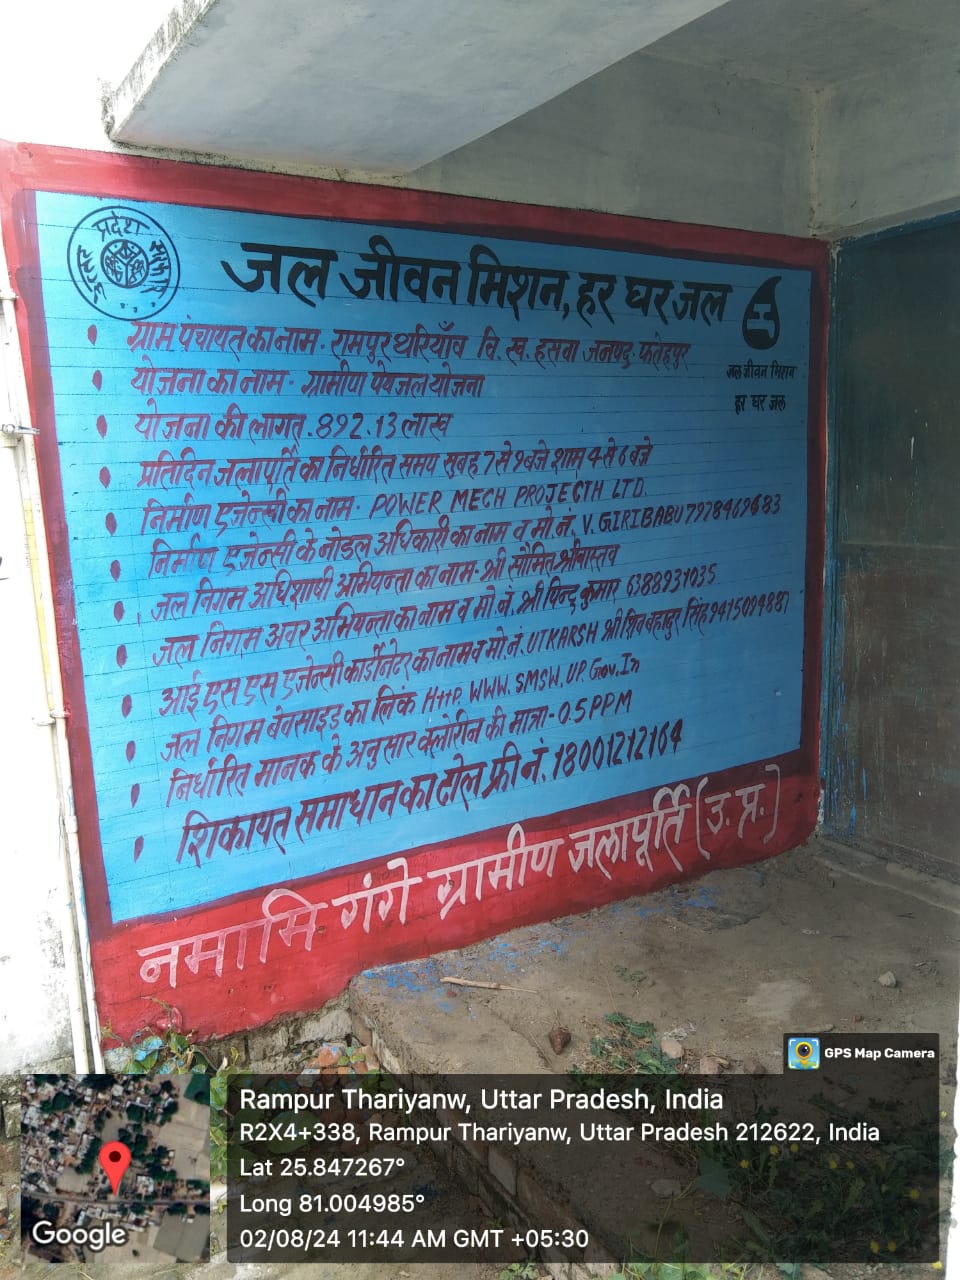 उत्तर प्रदेश सरकार
जल जीवन मिशन, हर घर जल
ग्राम पंचायत का नाम - रामपुर थरियाँव वि. ख. हसवा जनपद फतेहपुर
जल जीवन मिशन
हर घर जल
योजना का नाम - ग्रामीण पेयजल योजना
योजना की लागत. 892.13 लाख
प्रतिदिन जलापूर्ति का निर्धारित समय सुबह 7 से 9 बजे शाम 4 से 6 बजे
निर्माण एजेन्सी का नाम - POWER MECH PROJECTH LTD.
निर्माण एजेन्सी के नोडल अधिकारी का नाम व मो.नं. V. GIRIBABU 7978469683
जल निगम अधिशाषी अभियन्ता का नाम - श्री सौमित्र श्रीवास्तव
जल निगम अवर अभियन्ता का नाम व मो.नं. श्री पिन्टू कुमार 6388931035
आई एस एस एजेन्सी कार्डीनेटर का नाम व मो.नं. UTKARSH श्री शिव बहादुर सिंह 9415094887
जल निगम बेवसाइड का लिंक Http. WWW. SMSW. UP. Gov. In
निर्धारित मानक के अनुसार क्लोरीन की मात्रा - 0.5 PPM
शिकायत समाधान का टोल फ्री नं. 18001212164
नमामि गंगे ग्रामीण जलापूर्ति (उ. प्र.)
GPS Map Camera
Rampur Thariyanw, Uttar Pradesh, India
R2X4+338, Rampur Thariyanw, Uttar Pradesh 212622, India
Lat 25.847267°
Long 81.004985°
02/08/24 11:44 AM GMT +05:30
Google